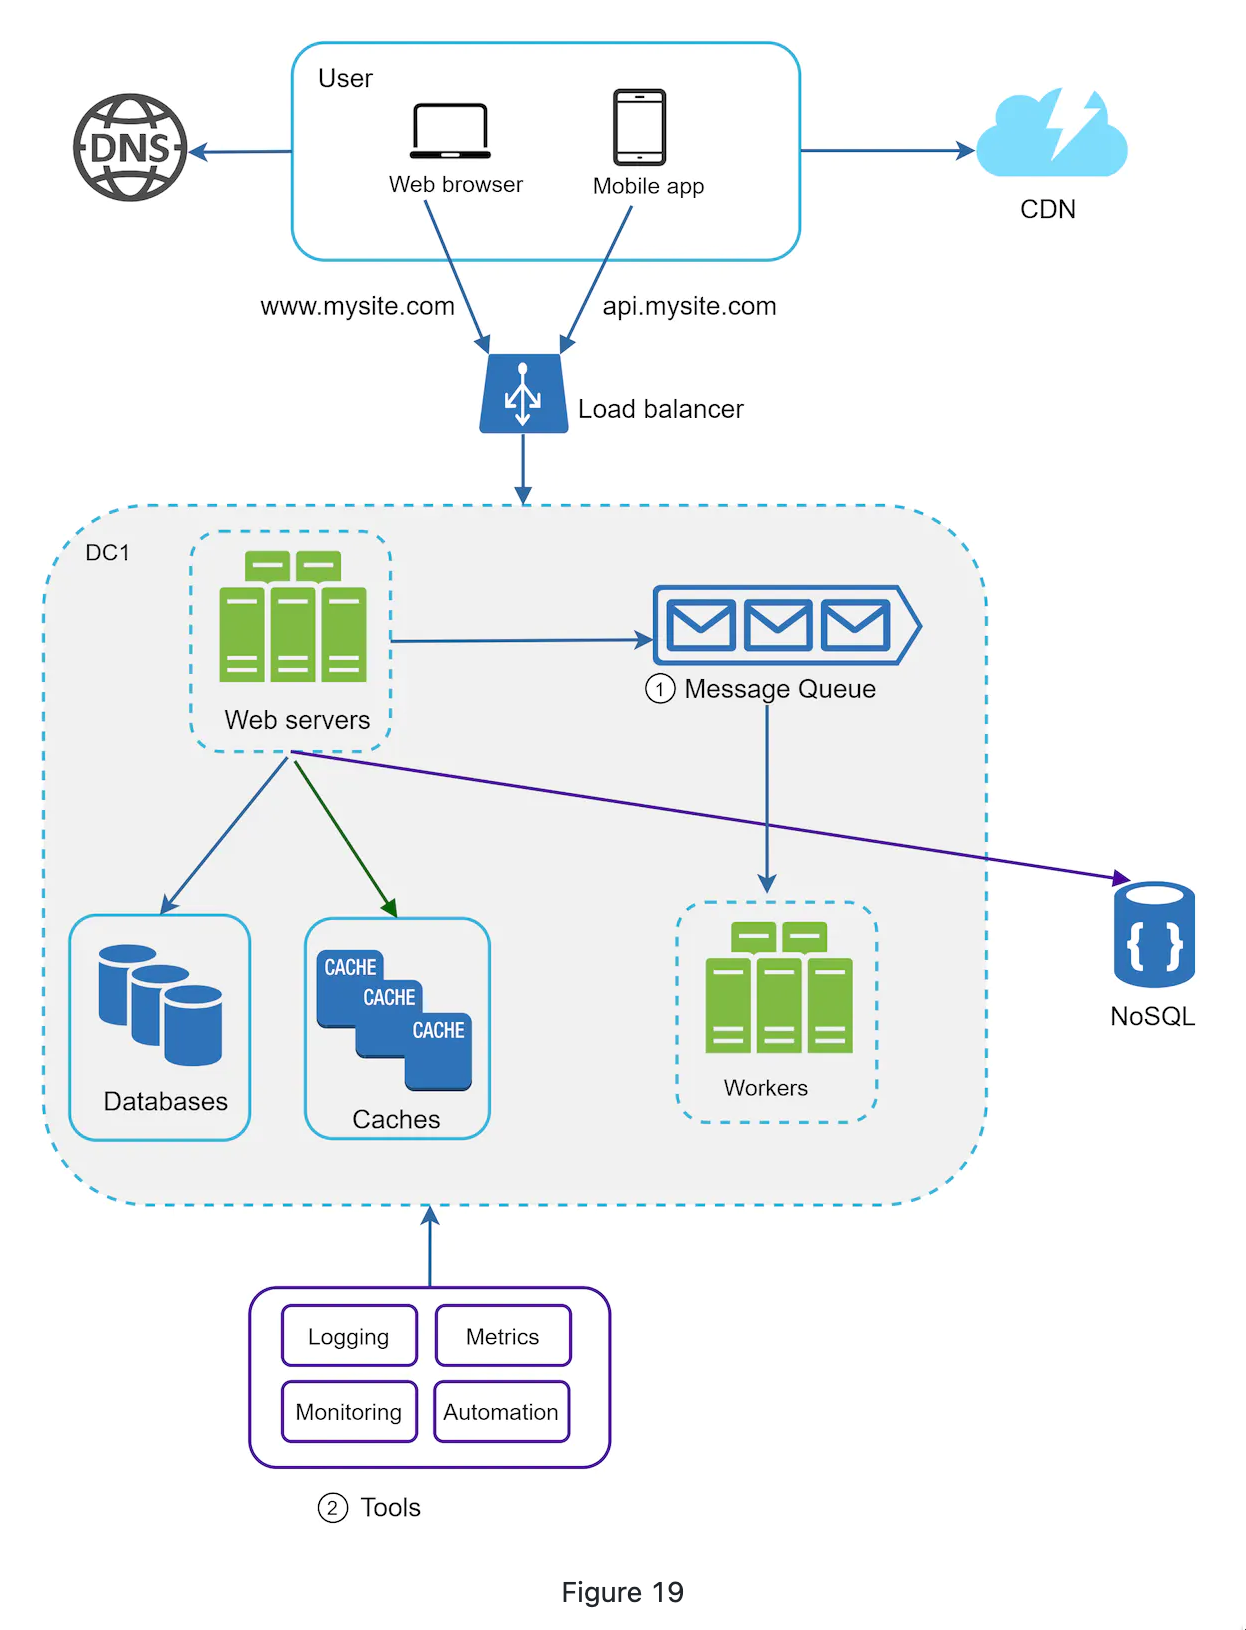 User
DNS
Web browser
Mobile app
CDN
www.mysite.com
api.mysite.com
Load balancer
DC1
Web servers
1 Message Queue
CACHE
CACHE
CACHE
Databases
Caches
Workers
NoSQL
Logging
Metrics
Monitoring
Automation
2 Tools
Figure 19